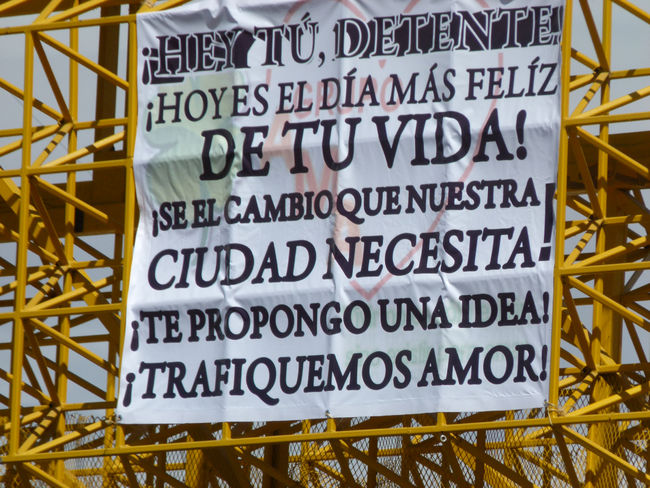 ¡HEY TÚ, DETENTE!
¡HOY ES EL DÍA MÁS FELÍZ
DE TU VIDA!
¡SE EL CAMBIO QUE NUESTRA
CIUDAD NECESITA!
¡TE PROPONGO UNA IDEA!
¡TRAFIQUEMOS AMOR!